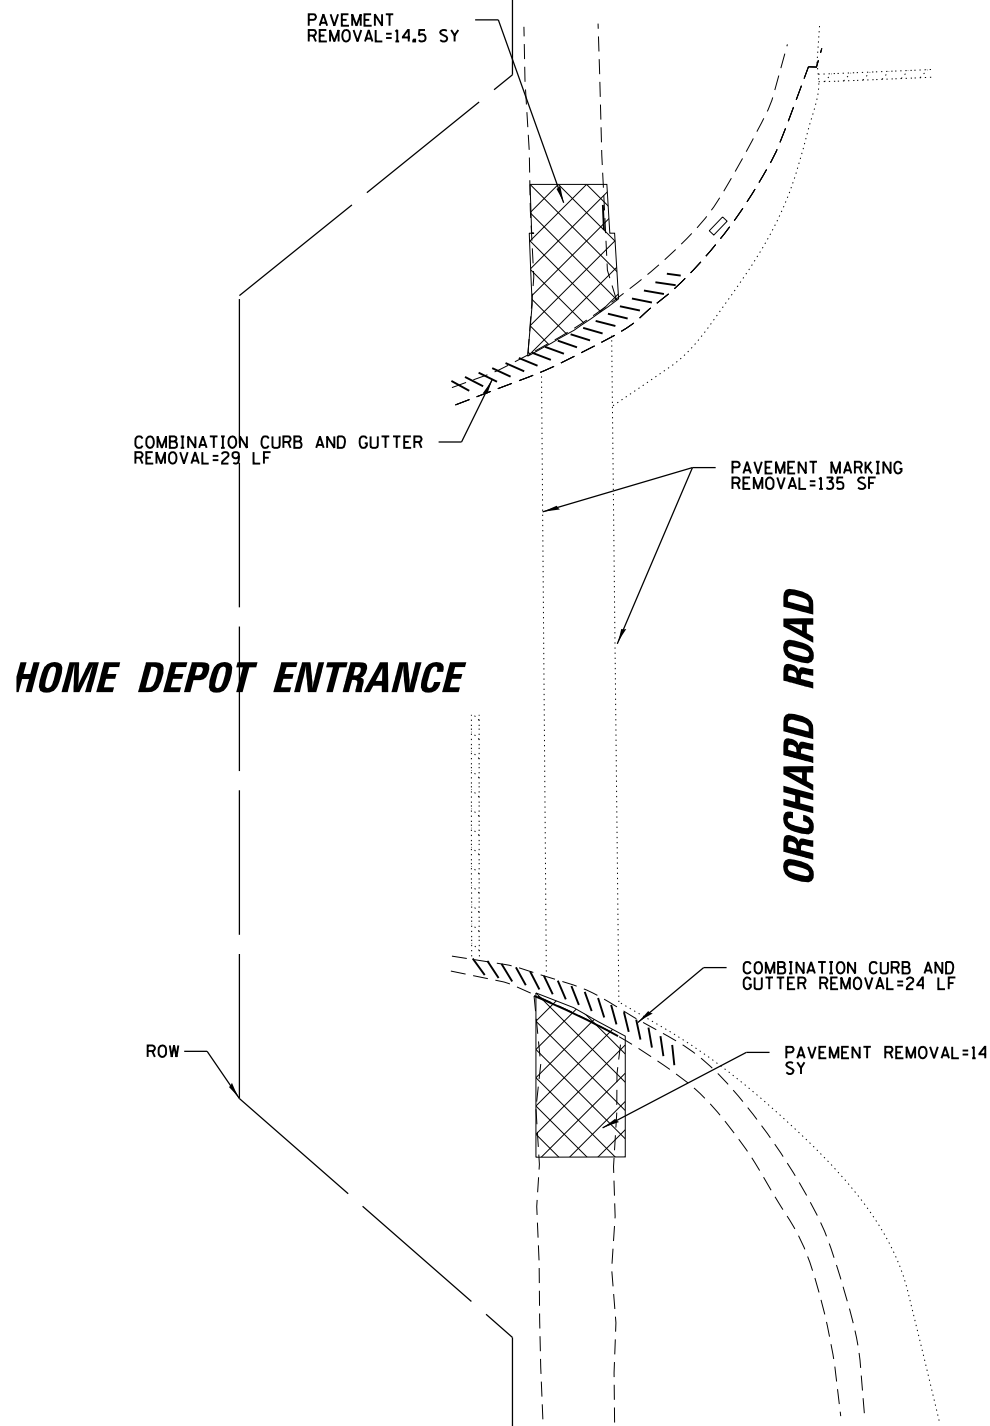 PAVEMENT
REMOVAL=14.5 SY
COMBINATION CURB AND GUTTER
REMOVAL=29 LF
PAVEMENT MARKING
REMOVAL=135 SF
HOME DEPOT ENTRANCE
ORCHARD ROAD
COMBINATION CURB AND
GUTTER REMOVAL=24 LF
ROW
PAVEMENT REMOVAL=14
SY